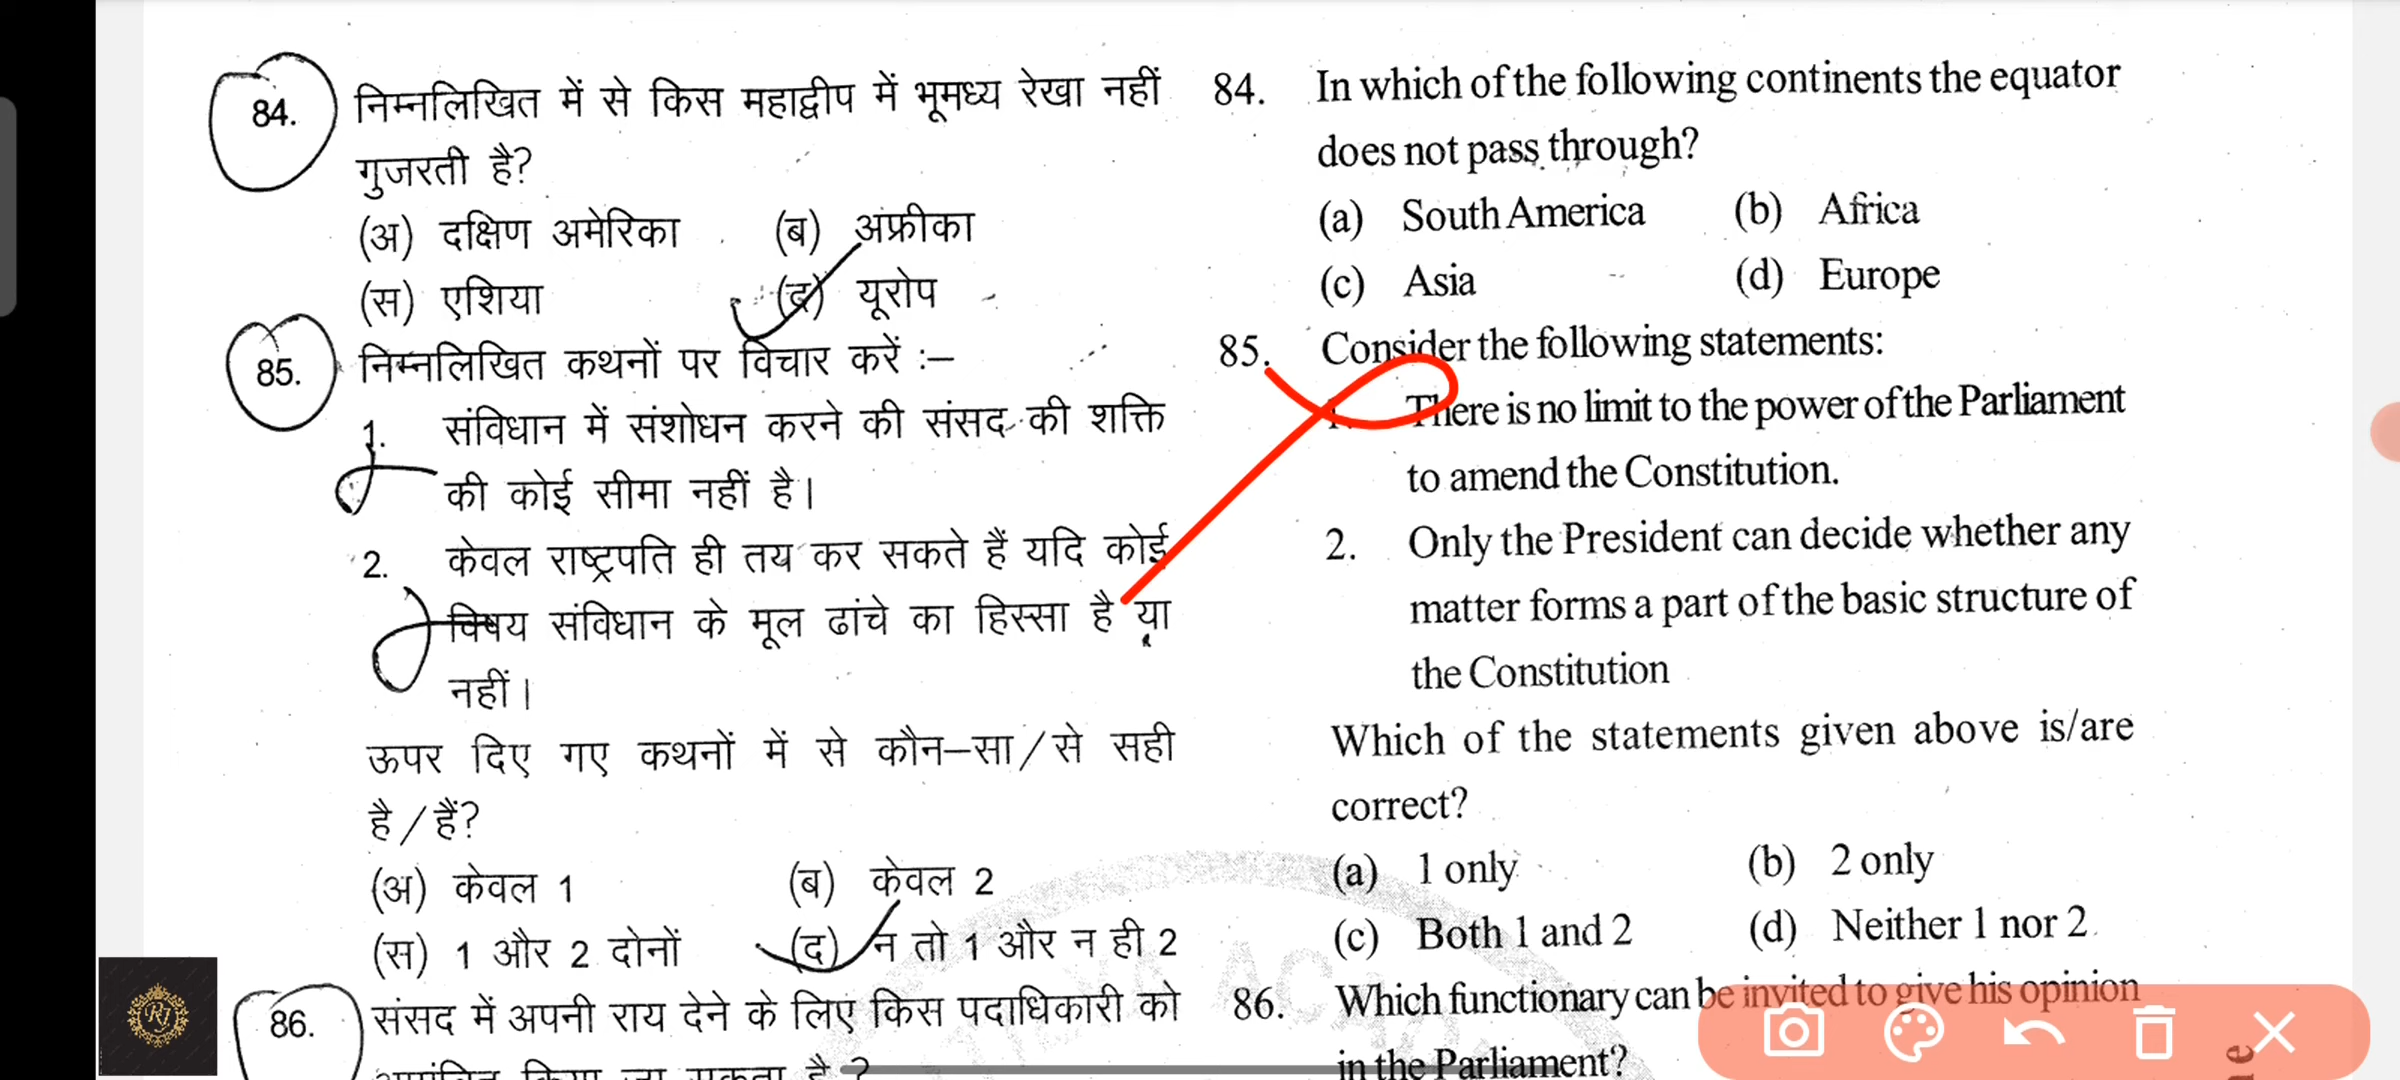 84. निम्नलिखित में से किस महाद्वीप में भूमध्य रेखा नहीं
गुजरती है?
(अ) दक्षिण अमेरिका (ब) अफ्रीका
(स) एशिया (द) यूरोप
85. निम्नलिखित कथनों पर विचार करें :–
1. संविधान में संशोधन करने की संसद की शक्ति
की कोई सीमा नहीं है।
2. केवल राष्ट्रपति ही तय कर सकते हैं यदि कोई
विषय संविधान के मूल ढांचे का हिस्सा है या
नहीं।
ऊपर दिए गए कथनों में से कौन–सा/से सही
है/हैं?
(अ) केवल 1 (ब) केवल 2
(स) 1 और 2 दोनों (द) न तो 1 और न ही 2
86. संसद में अपनी राय देने के लिए किस पदाधिकारी को
84. In which of the following continents the equator
does not pass through?
(a) South America (b) Africa
(c) Asia (d) Europe
85. Consider the following statements:
1. There is no limit to the power of the Parliament
to amend the Constitution.
2. Only the President can decide whether any
matter forms a part of the basic structure of
the Constitution
Which of the statements given above is/are
correct?
(a) 1 only (b) 2 only
(c) Both 1 and 2 (d) Neither 1 nor 2
86. Which functionary can be invited to give his opinion
in the Parliament?
RJ